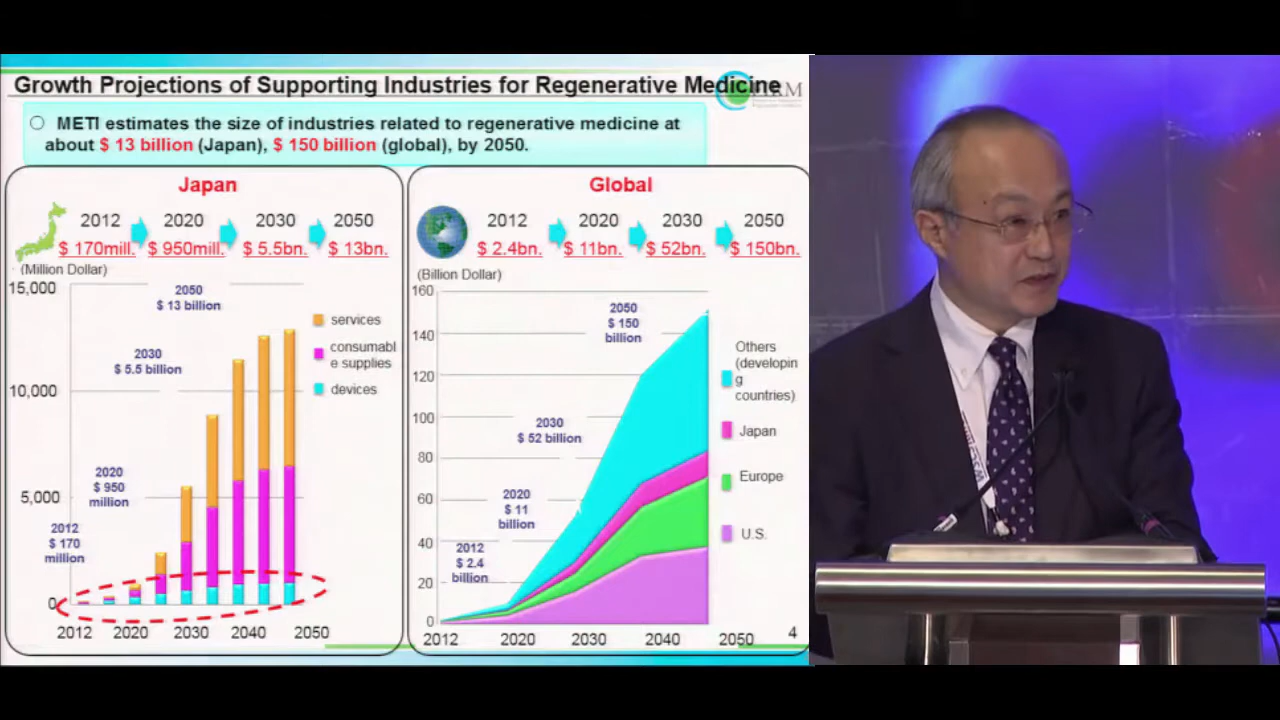 Growth Projections of Supporting Industries for Regenerative Medicine
FIRM
METI estimates the size of industries related to regenerative medicine at
about $ 13 billion (Japan), $ 150 billion (global), by 2050.
Japan
2012 2020 2030 2050
$ 170mill. $ 950mill. $ 5.5bn. $ 13bn.
(Million Dollar)
15,000
10,000
5,000
0
2050
$ 13 billion
2030
$ 5.5 billion
2020
$ 950
million
2012
$ 170
million
services
consumabl
e supplies
devices
2012 2020 2030 2040 2050
Global
2012 2020 2030 2050
$ 2.4bn. $ 11bn. $ 52bn. $ 150bn.
(Billion Dollar)
160
140
120
100
80
60
40
20
0
2050
$ 150
billion
2030
$ 52 billion
2020
$ 11
billion
2012
$ 2.4
billion
Others
(developin
g
countries)
Japan
Europe
U.S.
2012 2020 2030 2040 2050
4